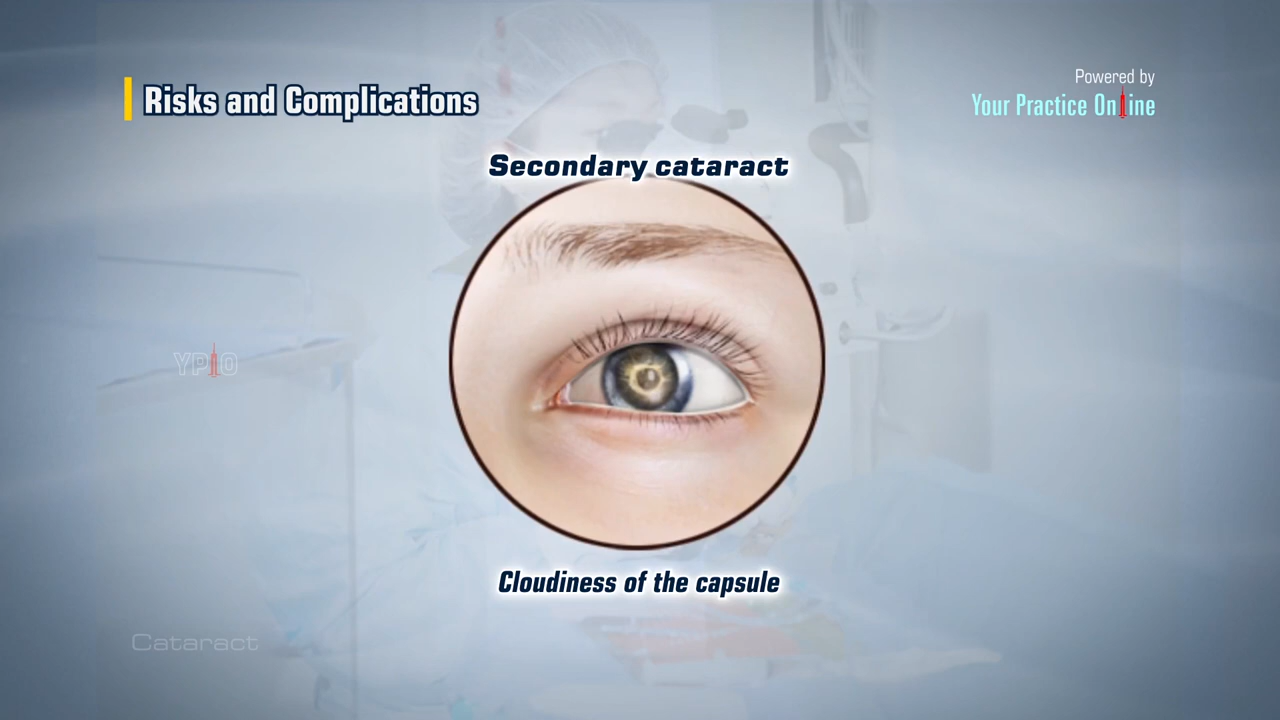 Risks and Complications
Powered by
Your Practice Online
Secondary cataract
YPO
Cloudiness of the capsule
Cataract